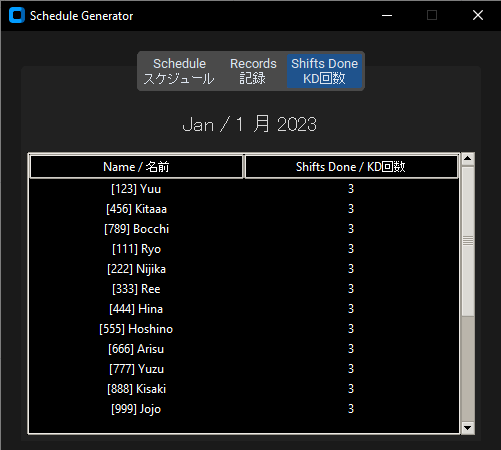 Schedule Generator
Schedule Records Shifts Done
スケジュール 記録 KD回数
Jan / 1 月 2023
Name / 名前 Shifts Done / KD回数
[123] Yuu 3
[456] Kitaaa 3
[789] Bocchi 3
[111] Ryo 3
[222] Nijika 3
[333] Ree 3
[444] Hina 3
[555] Hoshino 3
[666] Arisu 3
[777] Yuzu 3
[888] Kisaki 3
[999] Jojo 3